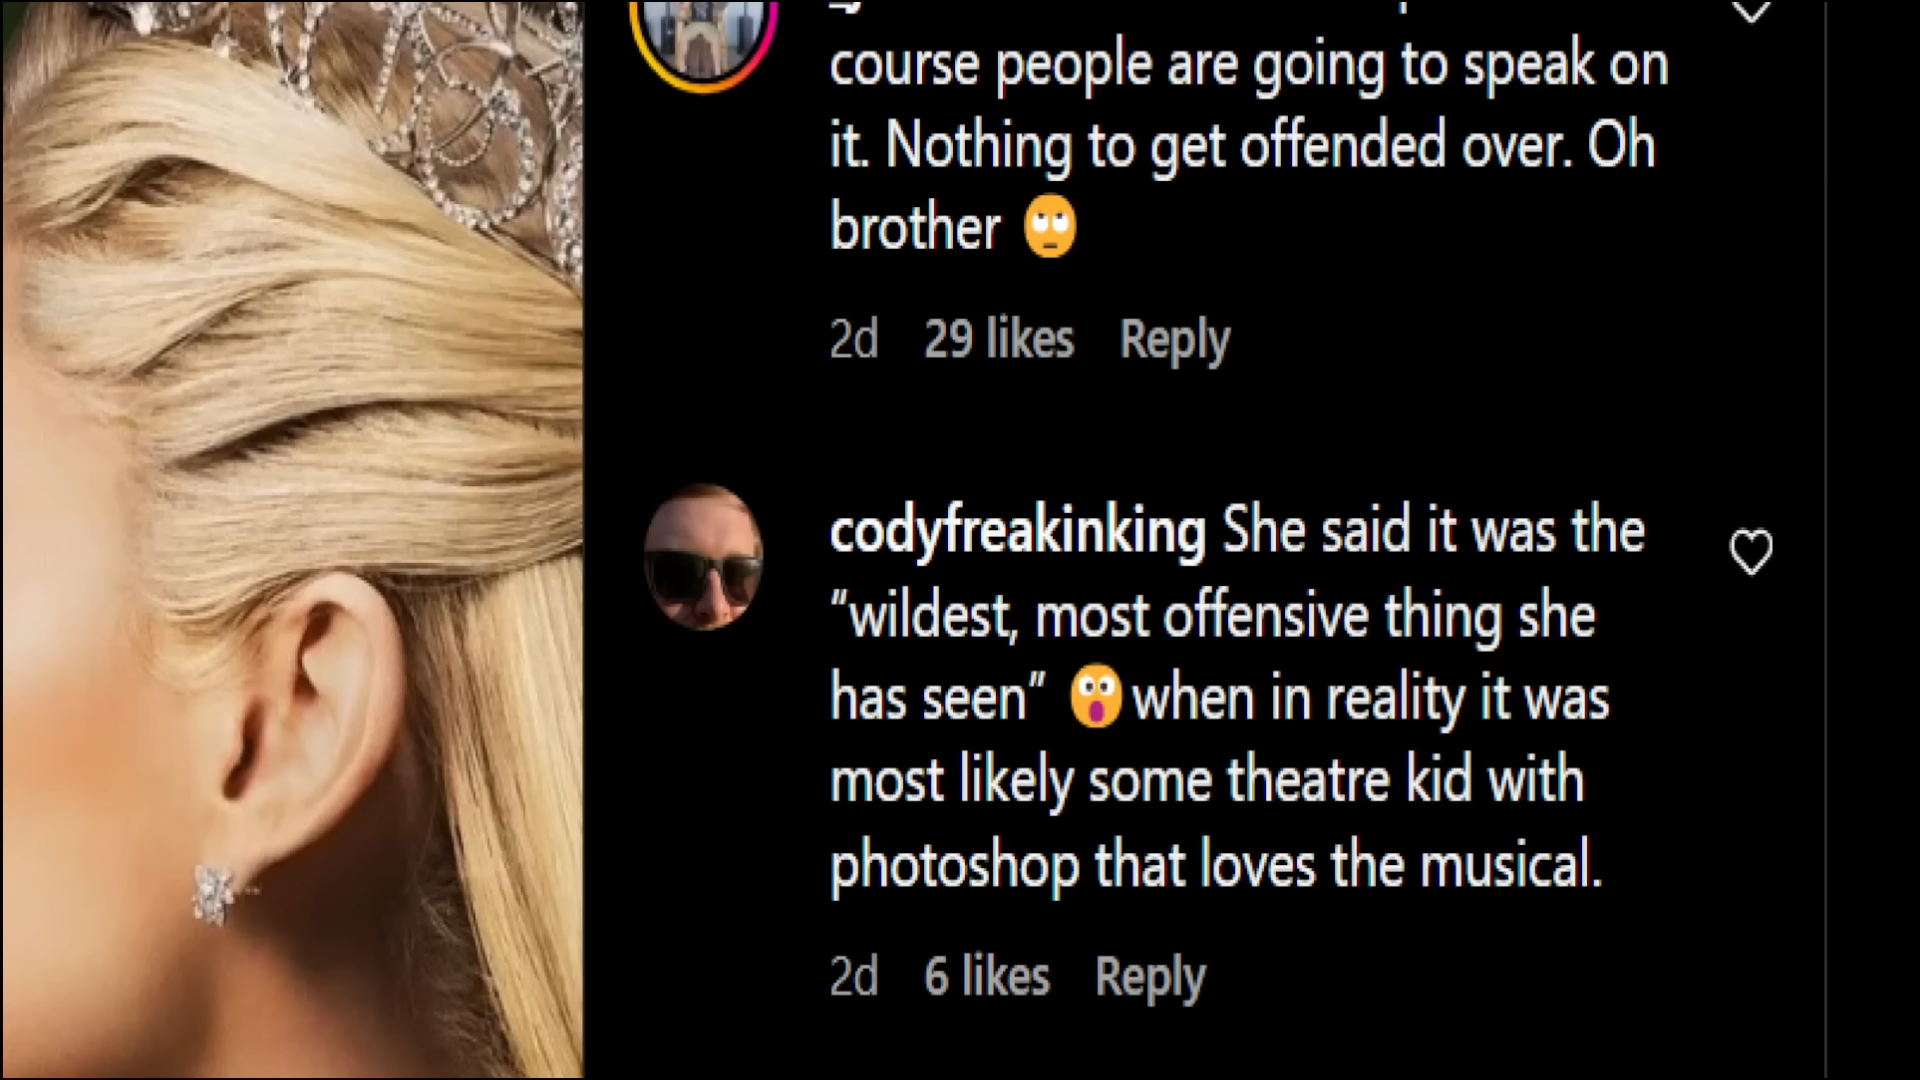 course people are going to speak on
it. Nothing to get offended over. Oh
brother 🙄
2d 29 likes Reply
codyfreakinking She said it was the
“wildest, most offensive thing she
has seen” 😲when in reality it was
most likely some theatre kid with
photoshop that loves the musical.
2d 6 likes Reply